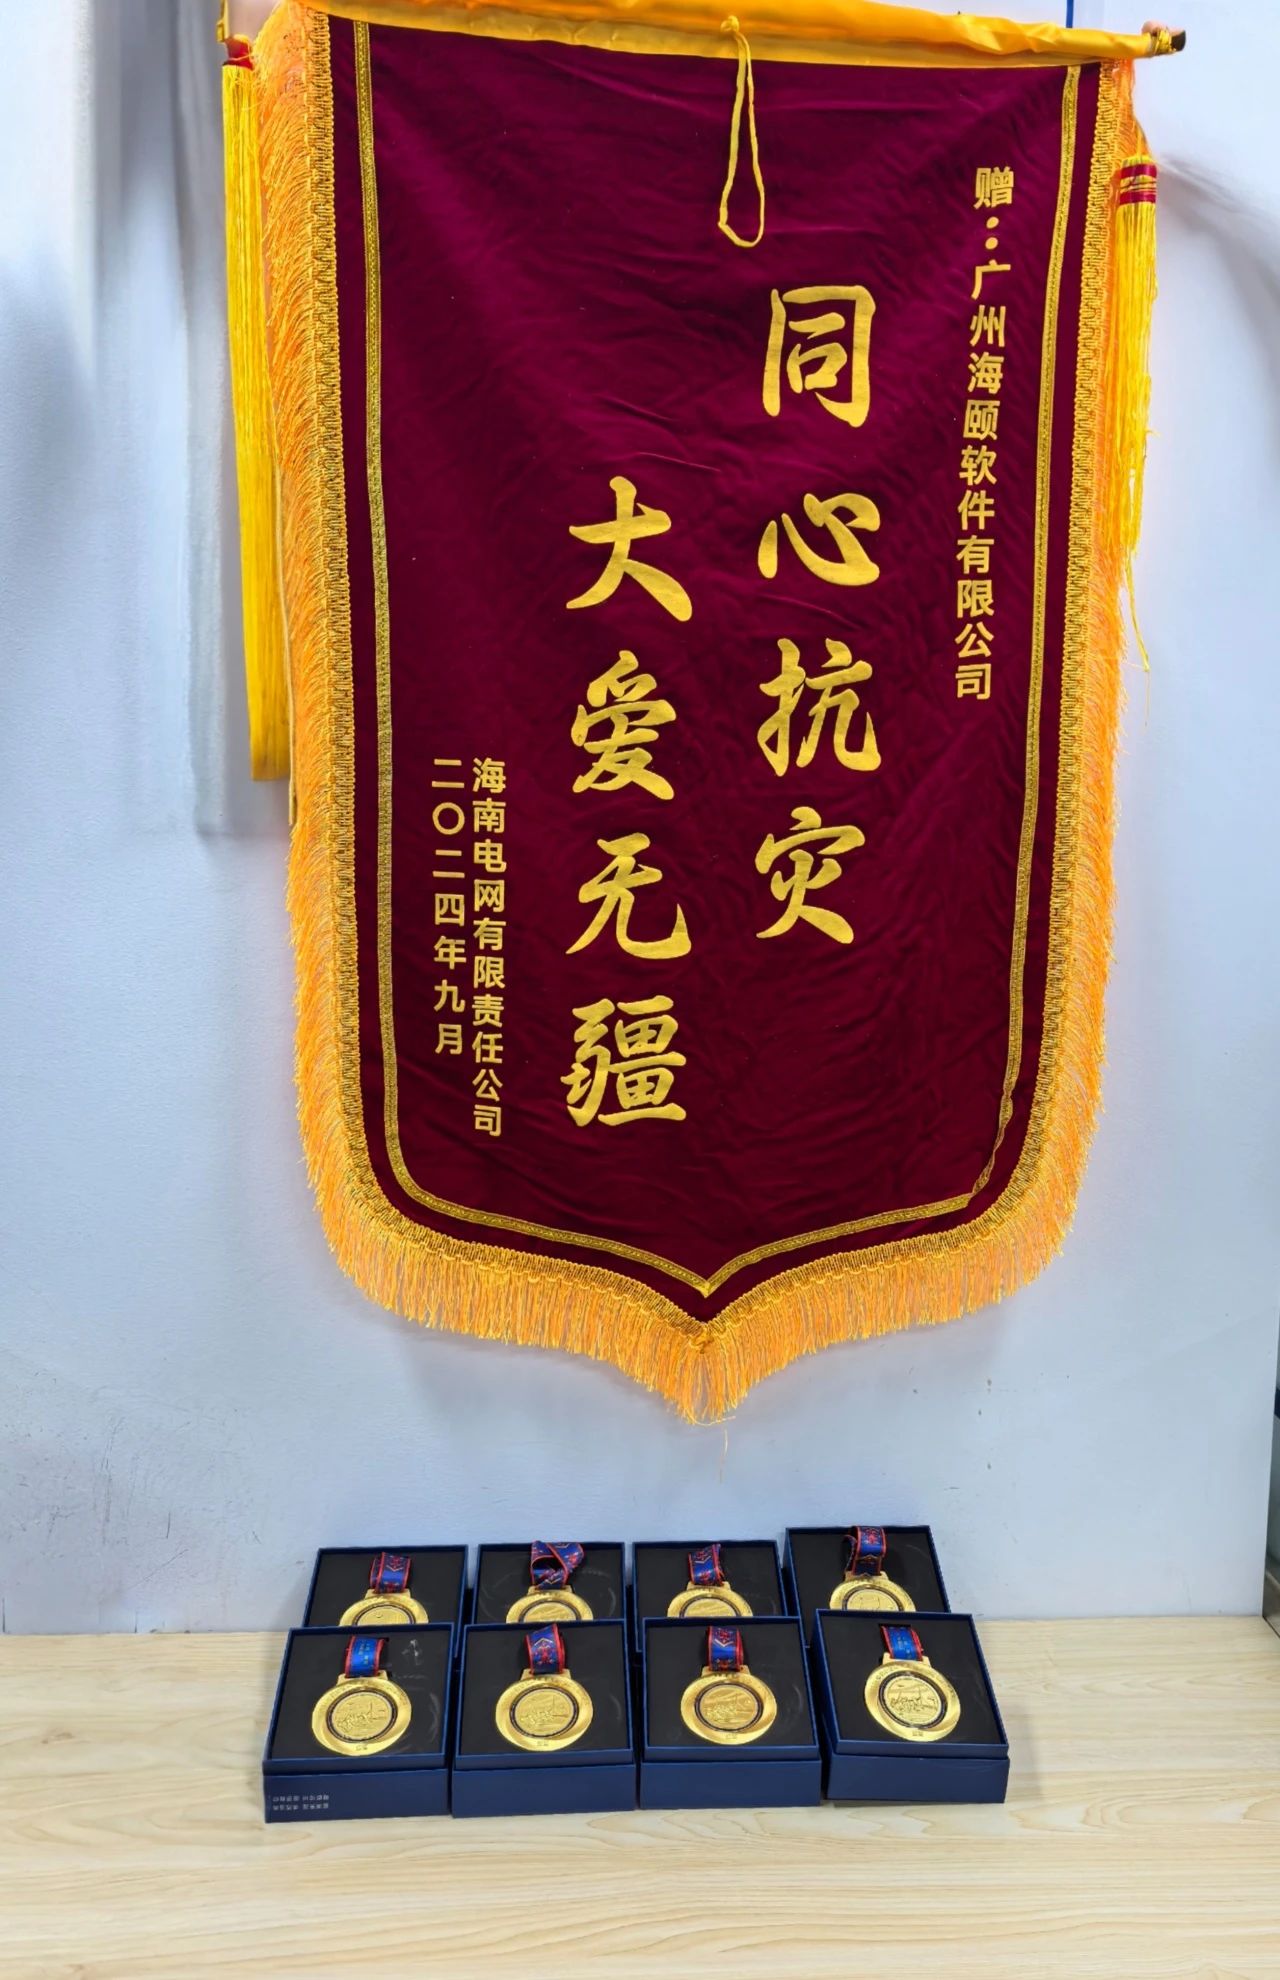 赠：广州海颐软件有限公司
同心抗灾
大爱无疆
海南电网有限责任公司
二〇二四年九月